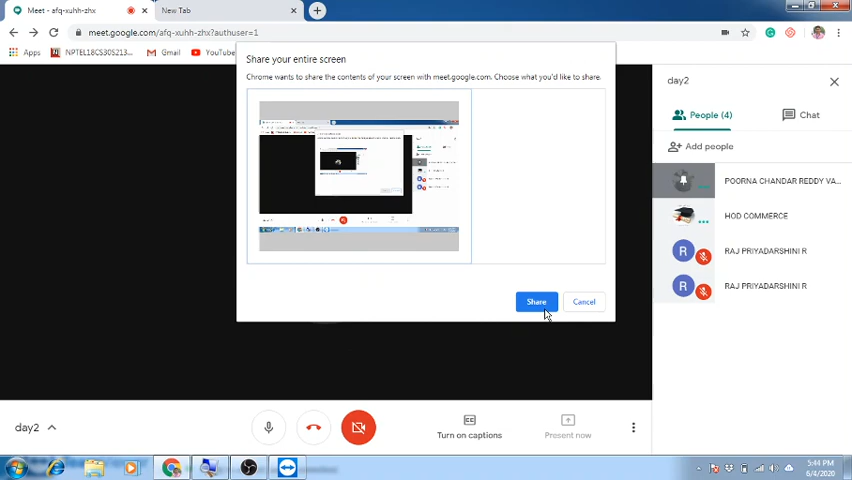 Meet - afq-xuhh-zhx
New Tab
meet.google.com/afq-xuhh-zhx?authuser=1
Apps
NPTEL18CS30S213...
Gmail
YouTube
Share your entire screen
Chrome wants to share the contents of your screen with meet.google.com. Choose what you'd like to share.
Share
Cancel
day2
People (4)
Chat
Add people
POORNA CHANDAR REDDY VA...
HOD COMMERCE
R
RAJ PRIYADARSHINI R
R
RAJ PRIYADARSHINI R
day2
CC
Turn on captions
Present now
5:44 PM
6/4/2020